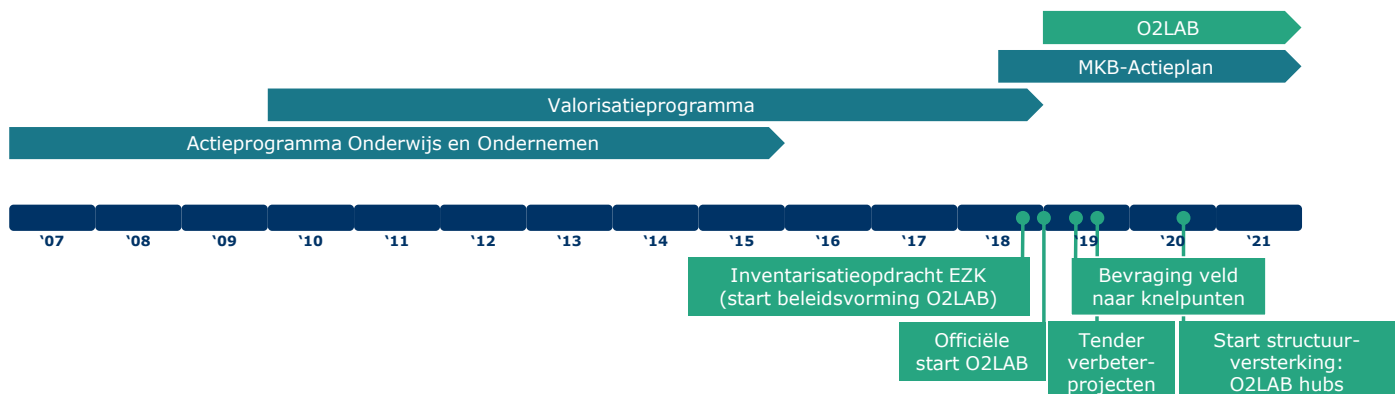 O2LAB
MKB-Actieplan
Valorisatieprogramma
Actieprogramma Onderwijs en Ondernemen
‘07
‘08
‘09
‘10
‘11
‘12
‘13
‘14
‘15
‘16
‘17
‘18
‘19
‘20
‘21
Inventarisatieopdracht EZK
(start beleidsvorming O2LAB)
Bevraging veld
naar knelpunten
Officiële
start O2LAB
Tender
verbeter-
projecten
Start structuur-
versterking:
O2LAB hubs